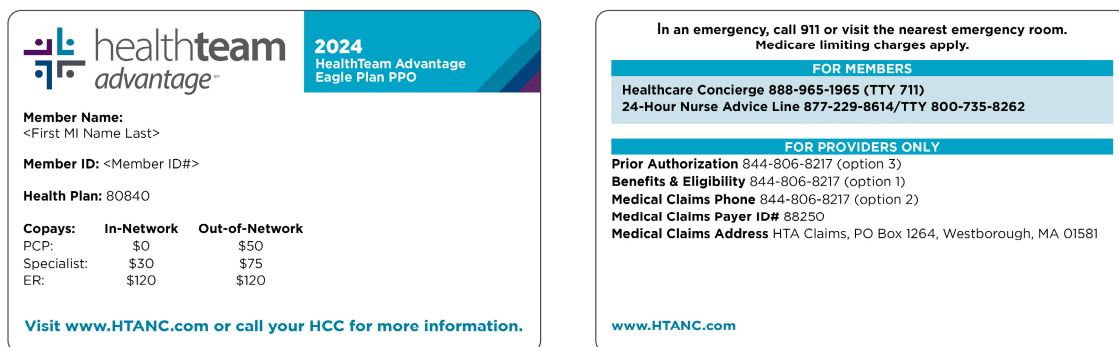 healthteam
advantage℠
2024
HealthTeam Advantage
Eagle Plan PPO
Member Name:
<First MI Name Last>
Member ID: <Member ID#>
Health Plan: 80840
Copays: In-Network Out-of-Network
PCP: $0 $50
Specialist: $30 $75
ER: $120 $120
Visit www.HTANC.com or call your HCC for more information.
In an emergency, call 911 or visit the nearest emergency room.
Medicare limiting charges apply.
FOR MEMBERS
Healthcare Concierge 888-965-1965 (TTY 711)
24-Hour Nurse Advice Line 877-229-8614/TTY 800-735-8262
FOR PROVIDERS ONLY
Prior Authorization 844-806-8217 (option 3)
Benefits & Eligibility 844-806-8217 (option 1)
Medical Claims Phone 844-806-8217 (option 2)
Medical Claims Payer ID# 88250
Medical Claims Address HTA Claims, PO Box 1264, Westborough, MA 01581
www.HTANC.com